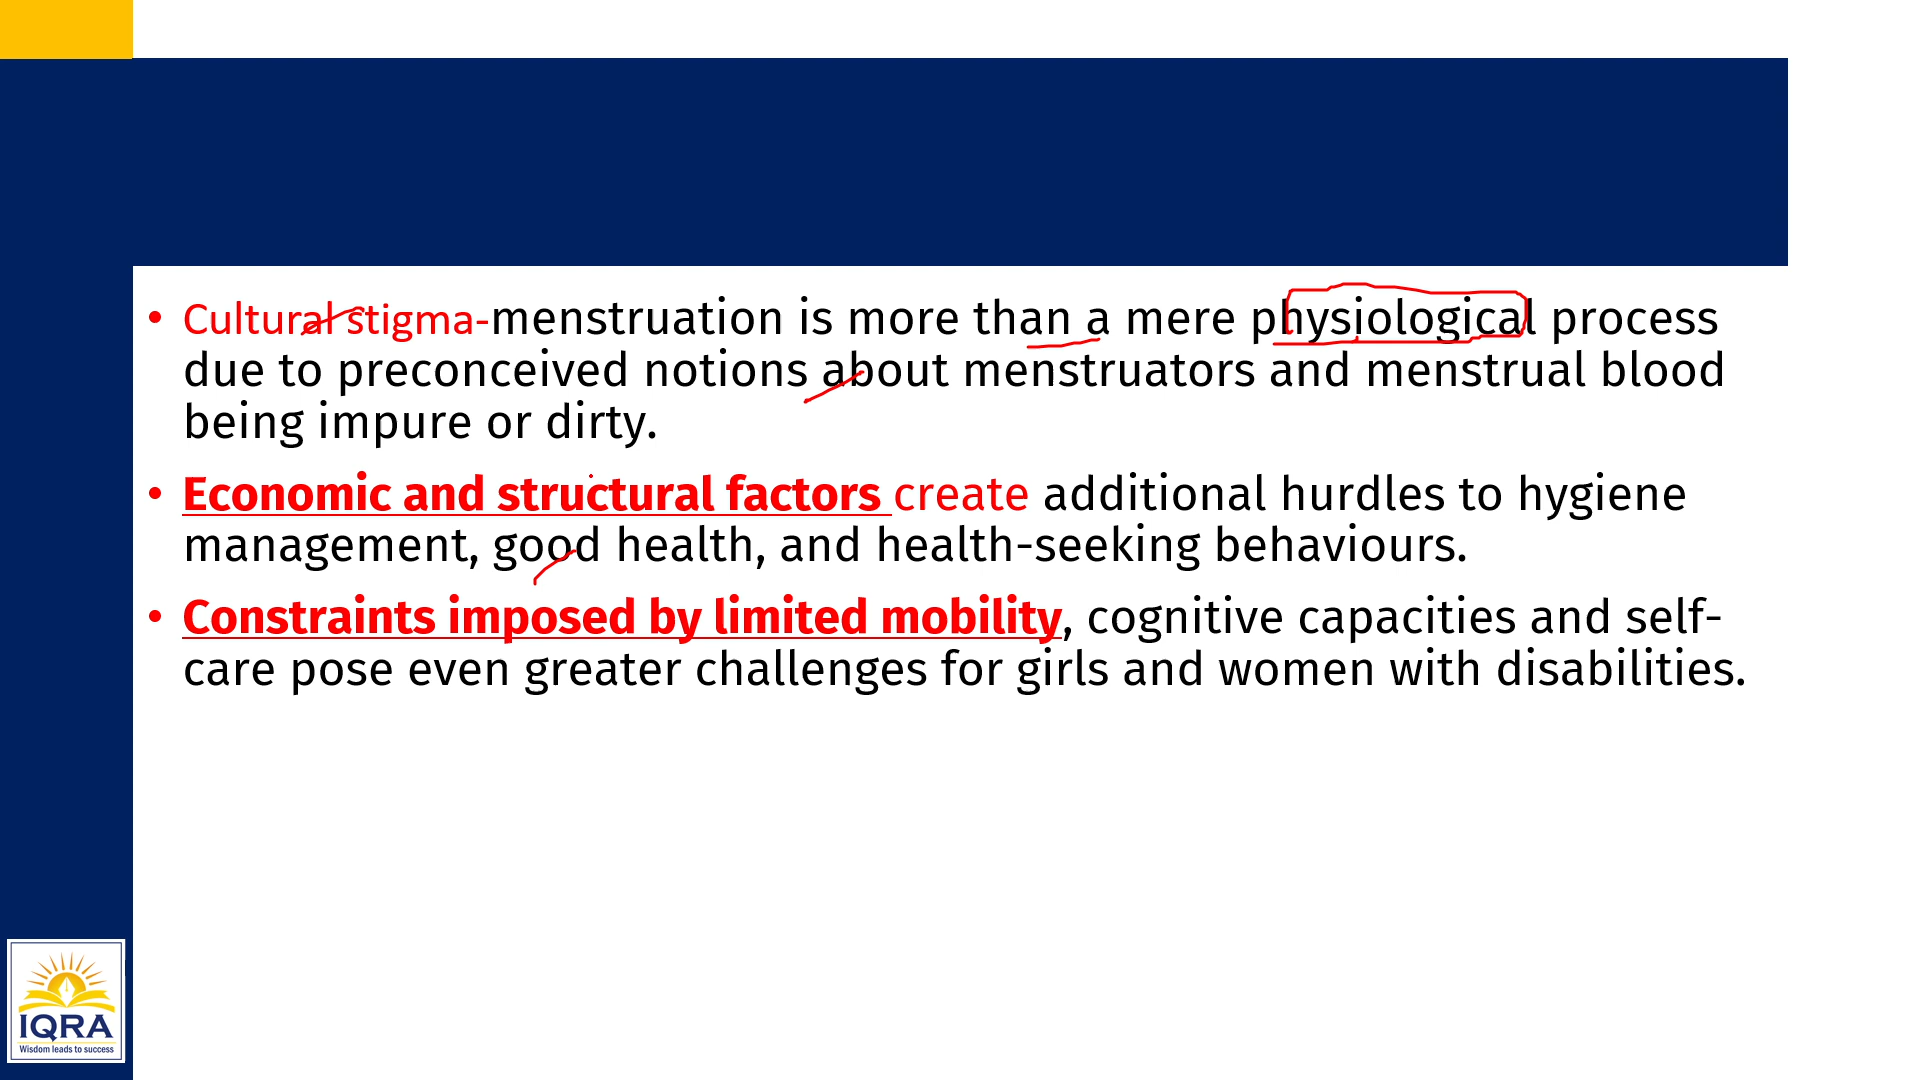 • Cultural stigma-menstruation is more than a mere physiological process
due to preconceived notions about menstruators and menstrual blood
being impure or dirty.
• Economic and structural factors create additional hurdles to hygiene
management, good health, and health-seeking behaviours.
• Constraints imposed by limited mobility, cognitive capacities and self-
care pose even greater challenges for girls and women with disabilities.
IQRA
Wisdom leads to success